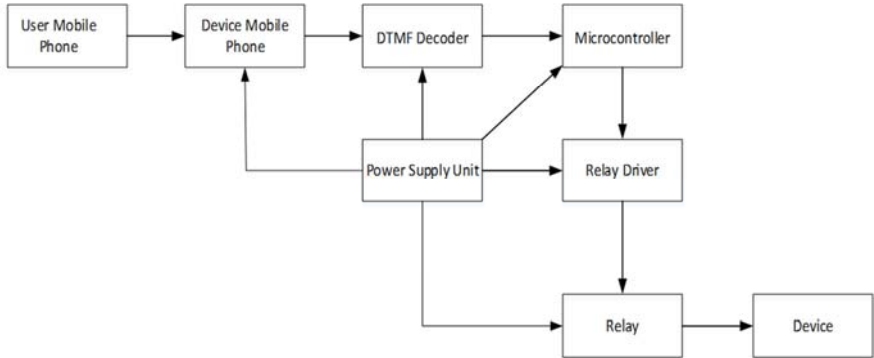 User Mobile
Phone
Device Mobile
Phone
DTMF Decoder
Microcontroller
Power Supply Unit
Relay Driver
Relay
Device